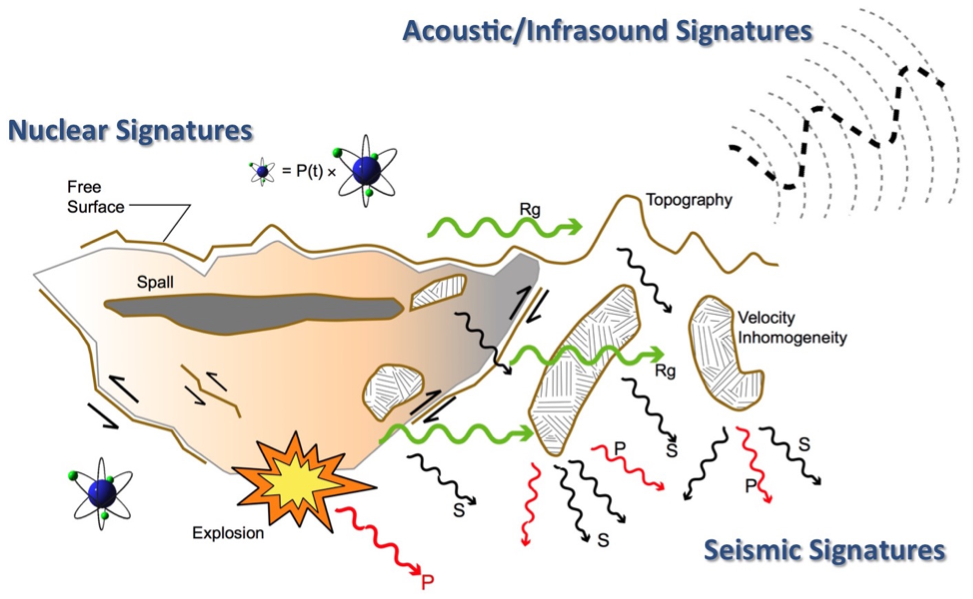 Acoustic/Infrasound Signatures
Nuclear Signatures
= P(t) ×
Free
Surface
Rg
Topography
Spall
Velocity
Inhomogeneity
Rg
P
S
S
P
S
Explosion
S
P
Seismic Signatures